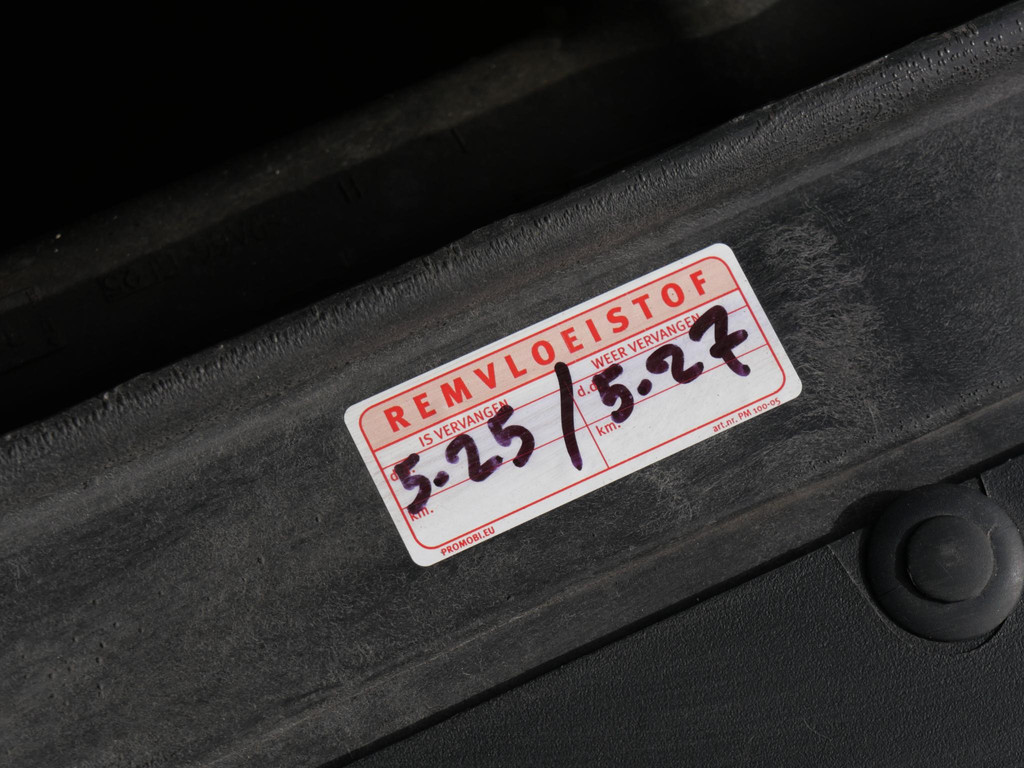 REMVLOEISTOF
IS VERVANGEN WEER VERVANGEN
5.25 / 5.27
km. km.
PROMOBI.EU art.nr. PM 100-05